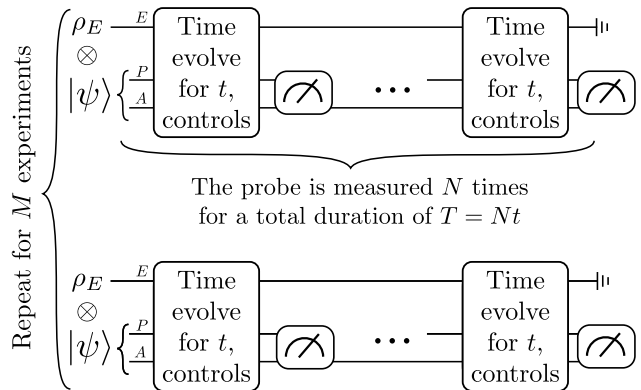 Repeat for M experiments
ρ_E
⊗
|ψ⟩
E
P
A
Time
evolve
for t,
controls
...
Time
evolve
for t,
controls
The probe is measured N times
for a total duration of T = Nt
ρ_E
⊗
|ψ⟩
E
P
A
Time
evolve
for t,
controls
...
Time
evolve
for t,
controls